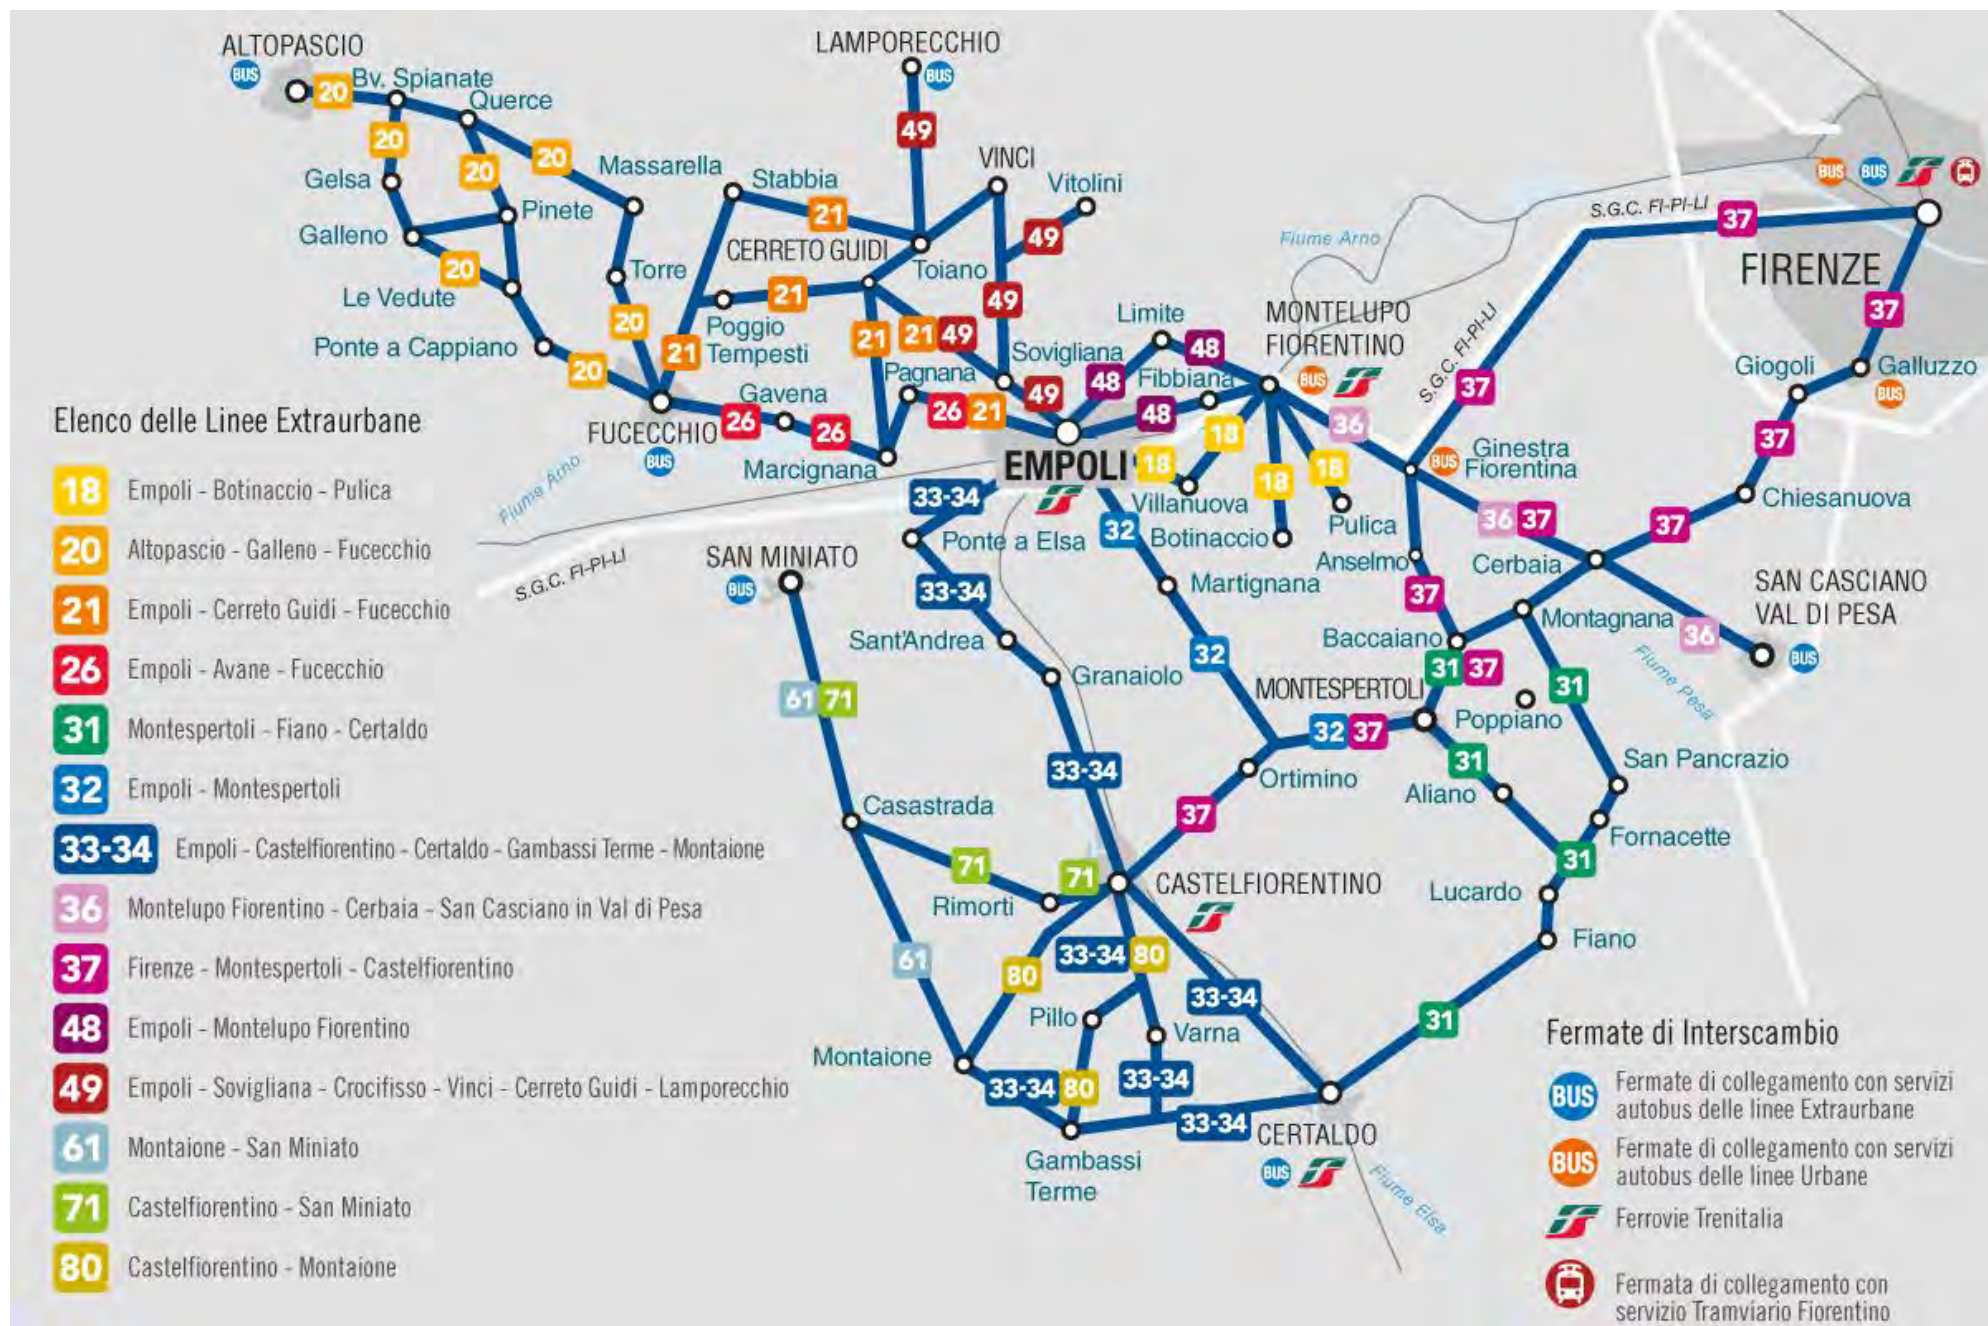 ALTOPASCIO
BUS
20
Bv. Spianate
Querce
20
20
20
Gelsa
Pinete
Galleno
20
Le Vedute
Ponte a Cappiano
20
Massarella
Torre
20
FUCECCHIO
BUS
LAMPORECCHIO
BUS
49
VINCI
Vitolini
49
Stabbia
21
CERRETO GUIDI
Toiano
49
21
Poggio
Tempesti
21
21
21 49
Sovigliana
Pagnana
49
Gavena
26
26
26 21
Marcignana
Limite
48
48
Fibbiana
48
MONTELUPO
FIORENTINO
BUS
EMPOLI
18
18
18
18
Villanuova
Botinaccio
Pulica
36
Fiume Arno
S.G.C. FI-PI-LI
37
BUS BUS
FIRENZE
S.G.C. FI-PI-LI
37
37
Giogoli
Galluzzo
BUS
37
BUS
Ginestra
Fiorentina
Chiesanuova
36 37
37
Cerbaia
Anselmo
37
SAN CASCIANO
VAL DI PESA
BUS
36
Montagnana
Fiume Pesa
Baccaiano
31 37
31
MONTESPERTOLI
Poppiano
32 37
31
Aliano
San Pancrazio
Fornacette
31
Lucardo
Fiano
31
Fiume Arno
S.G.C. FI-PI-LI
33-34
Ponte a Elsa
33-34
32
Martignana
32
Sant'Andrea
Granaiolo
33-34
Ortimino
37
SAN MINIATO
BUS
61 71
Casastrada
71
71
Rimorti
CASTELFIORENTINO
61
80
33-34 80
33-34
Pillo
Varna
Montaione
33-34 80
33-34
33-34
Gambassi
Terme
CERTALDO
BUS
Fiume Elsa
Elenco delle Linee Extraurbane
18 Empoli - Botinaccio - Pulica
20 Altopascio - Galleno - Fucecchio
21 Empoli - Cerreto Guidi - Fucecchio
26 Empoli - Avane - Fucecchio
31 Montespertoli - Fiano - Certaldo
32 Empoli - Montespertoli
33-34 Empoli - Castelfiorentino - Certaldo - Gambassi Terme - Montaione
36 Montelupo Fiorentino - Cerbaia - San Casciano in Val di Pesa
37 Firenze - Montespertoli - Castelfiorentino
48 Empoli - Montelupo Fiorentino
49 Empoli - Sovigliana - Crocifisso - Vinci - Cerreto Guidi - Lamporecchio
61 Montaione - San Miniato
71 Castelfiorentino - San Miniato
80 Castelfiorentino - Montaione
Fermate di Interscambio
BUS
Fermate di collegamento con servizi
autobus delle linee Extraurbane
BUS
Fermate di collegamento con servizi
autobus delle linee Urbane
Ferrovie Trenitalia
Fermata di collegamento con
servizio Tramviario Fiorentino